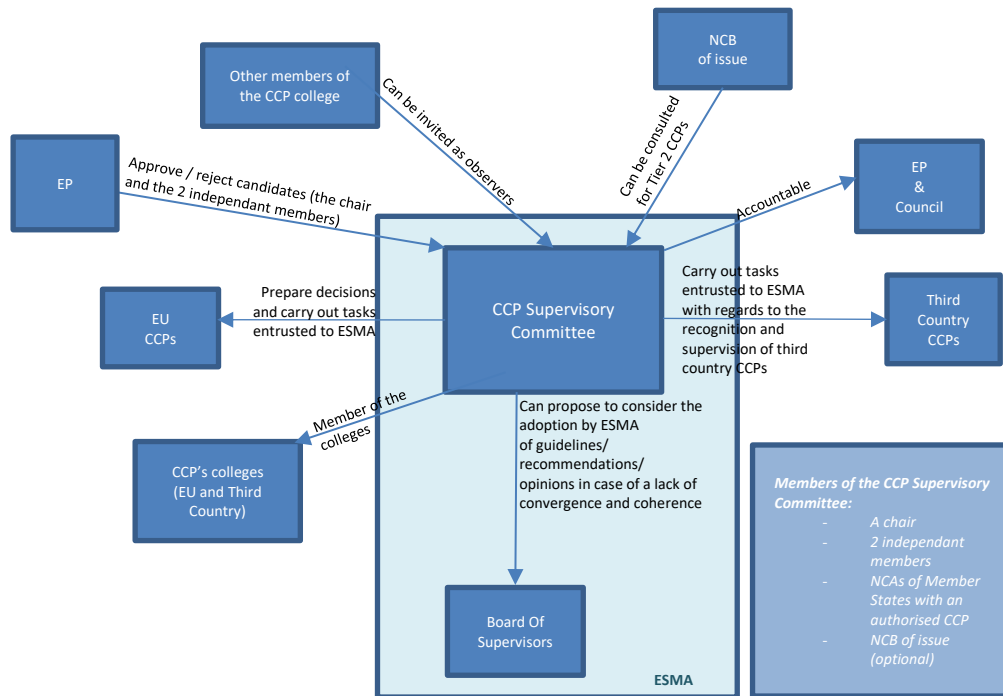 Other members of
the CCP college
NCB
of issue
Can be invited as observers
Can be consulted
for Tier 2 CCPs
EP
Approve / reject candidates (the chair
and the 2 independant members)
Accountable
EP
&
Council
EU
CCPs
Prepare decisions
and carry out tasks
entrusted to ESMA
CCP Supervisory
Committee
Carry out tasks
entrusted to ESMA
with regards to the
recognition and
supervision of third
country CCPs
Third
Country
CCPs
Member of the
colleges
CCP's colleges
(EU and Third
Country)
Can propose to consider the
adoption by ESMA
of guidelines/
recommendations/
opinions in case of a lack of
convergence and coherence
Board Of
Supervisors
ESMA
Members of the CCP Supervisory
Committee:
- A chair
- 2 independant
members
- NCAs of Member
States with an
authorised CCP
- NCB of issue
(optional)